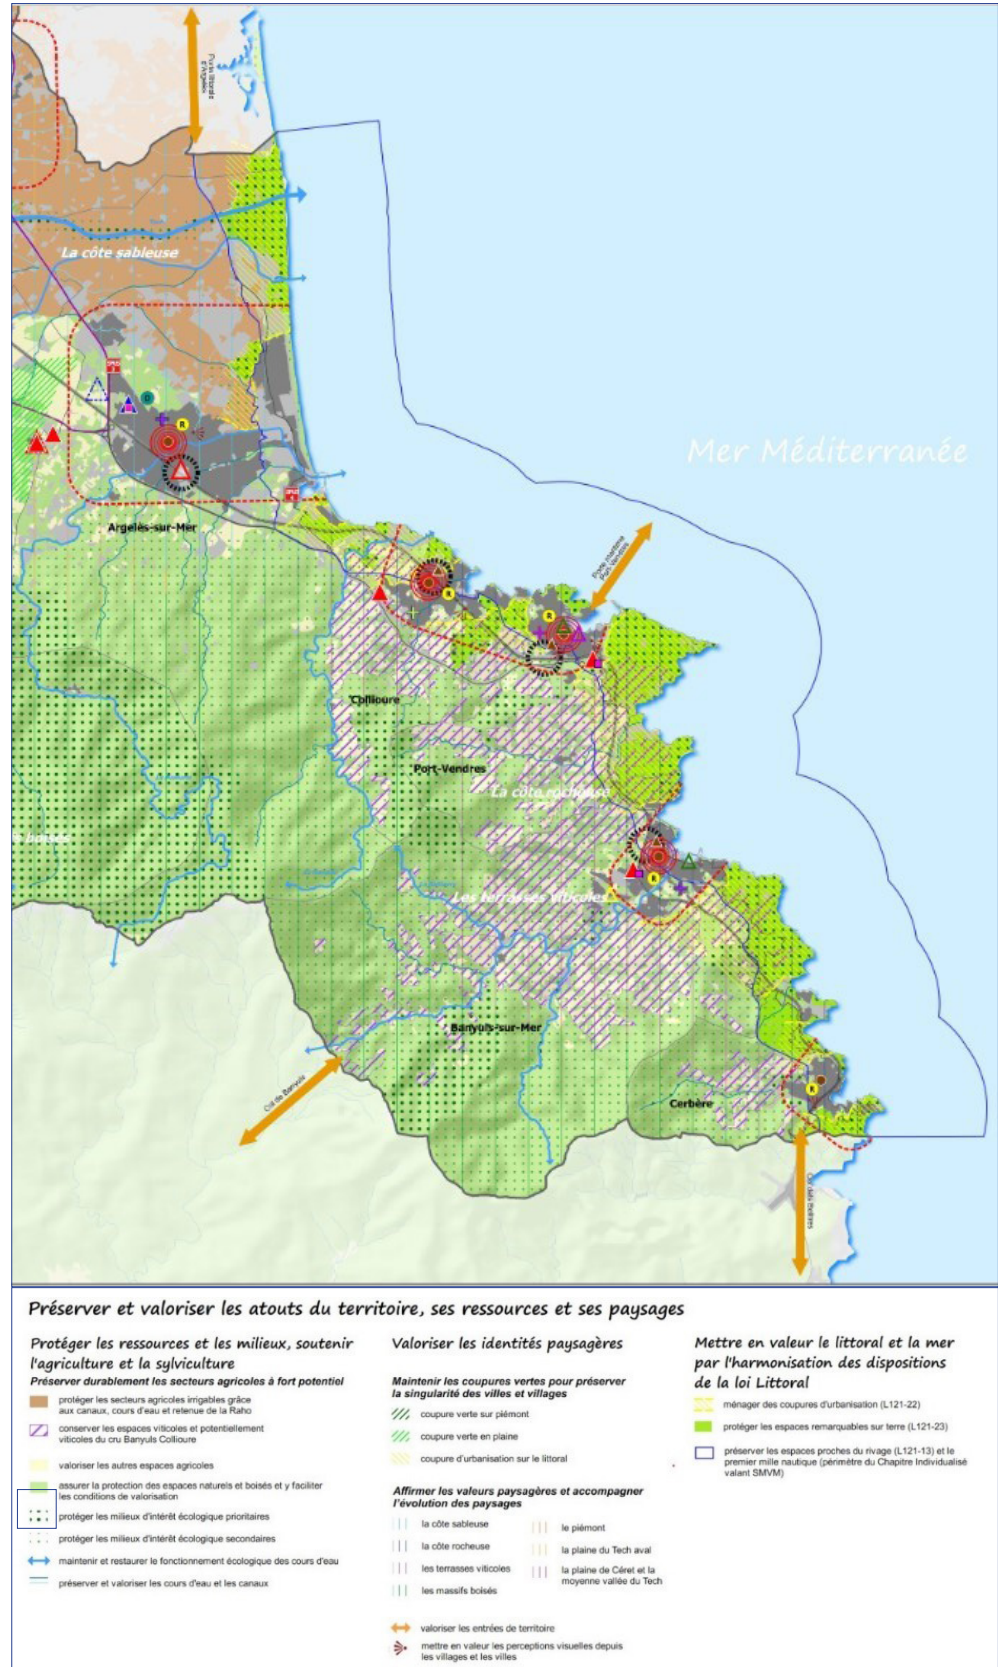 Porte littorale
d'Argelès
La côte sableuse
Mer Méditerranée
R
Argelès-sur-Mer
Porte maritime
Port-Vendres
R
R
Collioure
Port-Vendres
La côte rocheuse
s boisés
R
Les terrasses viticoles
Banyuls-sur-Mer
Col de Banyuls
Cerbère
R
Préserver et valoriser les atouts du territoire, ses ressources et ses paysages
Protéger les ressources et les milieux, soutenir
l'agriculture et la sylviculture
Préserver durablement les secteurs agricoles à fort potentiel
protéger les secteurs agricoles irrigables grâce
aux canaux, cours d'eau et retenue de la Raho
conserver les espaces viticoles et potentiellement
viticoles du cru Banyuls Collioure
valoriser les autres espaces agricoles
assurer la protection des espaces naturels et boisés et y faciliter
les conditions de valorisation
protéger les milieux d'intérêt écologique prioritaires
protéger les milieux d'intérêt écologique secondaires
maintenir et restaurer le fonctionnement écologique des cours d'eau
préserver et valoriser les cours d'eau et les canaux
Valoriser les identités paysagères
Maintenir les coupures vertes pour préserver
la singularité des villes et villages
coupure verte sur piémont
coupure verte en plaine
coupure d'urbanisation sur le littoral
Affirmer les valeurs paysagères et accompagner
l'évolution des paysages
la côte sableuse
la côte rocheuse
les terrasses viticoles
les massifs boisés
le piémont
la plaine du Tech aval
la plaine de Céret et la
moyenne vallée du Tech
valoriser les entrées de territoire
mettre en valeur les perceptions visuelles depuis
les villages et les villes
Mettre en valeur le littoral et la mer
par l'harmonisation des dispositions
de la loi Littoral
ménager des coupures d'urbanisation (L121-22)
protéger les espaces remarquables sur terre (L121-23)
préserver les espaces proches du rivage (L121-13) et le
premier mille nautique (périmètre du Chapitre Individualisé
valant SMVM)